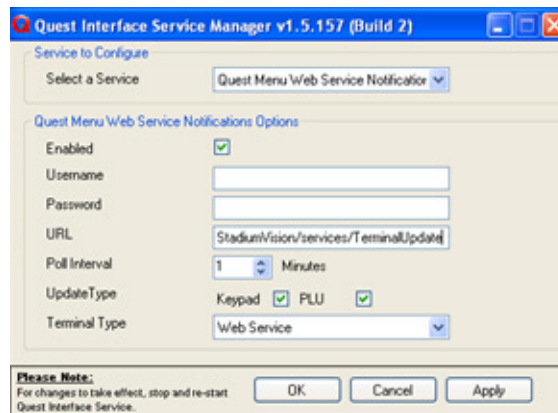 Quest Interface Service Manager v1.5.157 (Build 2)
Service to Configure
Select a Service Quest Menu Web Service Notification
Quest Menu Web Service Notifications Options
Enabled
Username
Password
URL StadiumVision/services/TerminalUpdate
Poll Interval 1 Minutes
UpdateType Keypad PLU
Terminal Type Web Service
Please Note:
For changes to take effect, stop and re-start
Quest Interface Service.
OK Cancel Apply